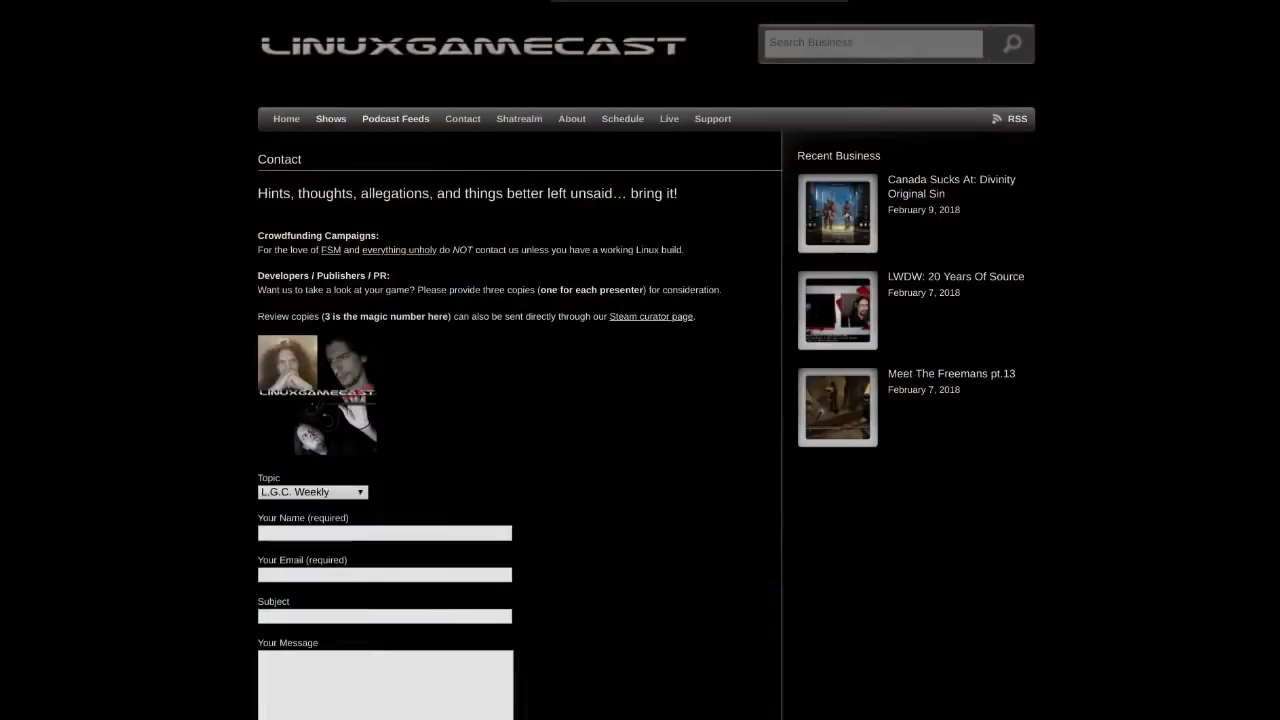 LINUXGAMECAST
Search Business
Home Shows Podcast Feeds Contact Shatrealm About Schedule Live Support RSS
Contact
Hints, thoughts, allegations, and things better left unsaid… bring it!
Crowdfunding Campaigns:
For the love of FSM and everything unholy do NOT contact us unless you have a working Linux build.
Developers / Publishers / PR:
Want us to take a look at your game? Please provide three copies (one for each presenter) for consideration.
Review copies (3 is the magic number here) can also be sent directly through our Steam curator page.
LINUXGAMECAST
Topic
L.G.C. Weekly
Your Name (required)
Your Email (required)
Subject
Your Message
Recent Business
Canada Sucks At: Divinity
Original Sin
February 9, 2018
LWDW: 20 Years Of Source
February 7, 2018
Meet The Freemans pt.13
February 7, 2018